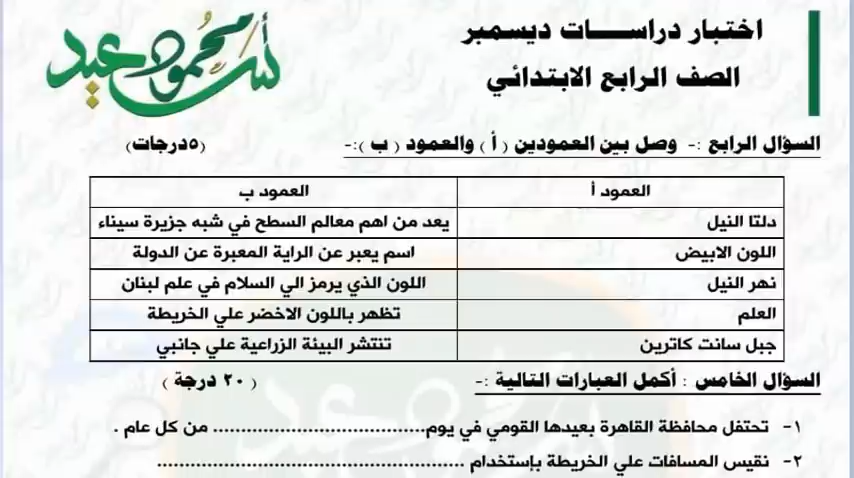 اختبار دراســـــات ديسمبر
الصف الرابع الابتدائي
أ.محمود عيد
السؤال الرابع :- وصل بين العمودين ( أ ) والعمود ( ب ):- (٥درجات)
العمود أ العمود ب
دلتا النيل يعد من اهم معالم السطح في شبه جزيرة سيناء
اللون الابيض اسم يعبر عن الراية المعبرة عن الدولة
نهر النيل اللون الذي يرمز الي السلام في علم لبنان
العلم تظهر باللون الاخضر علي الخريطة
جبل سانت كاترين تنتشر البيئة الزراعية علي جانبي
السؤال الخامس : أكمل العبارات التالية :- ( ٢٠ درجة )
١- تحتفل محافظة القاهرة بعيدها القومي في يوم.................................... من كل عام .
٢- نقيس المسافات علي الخريطة بإستخدام ....................................................